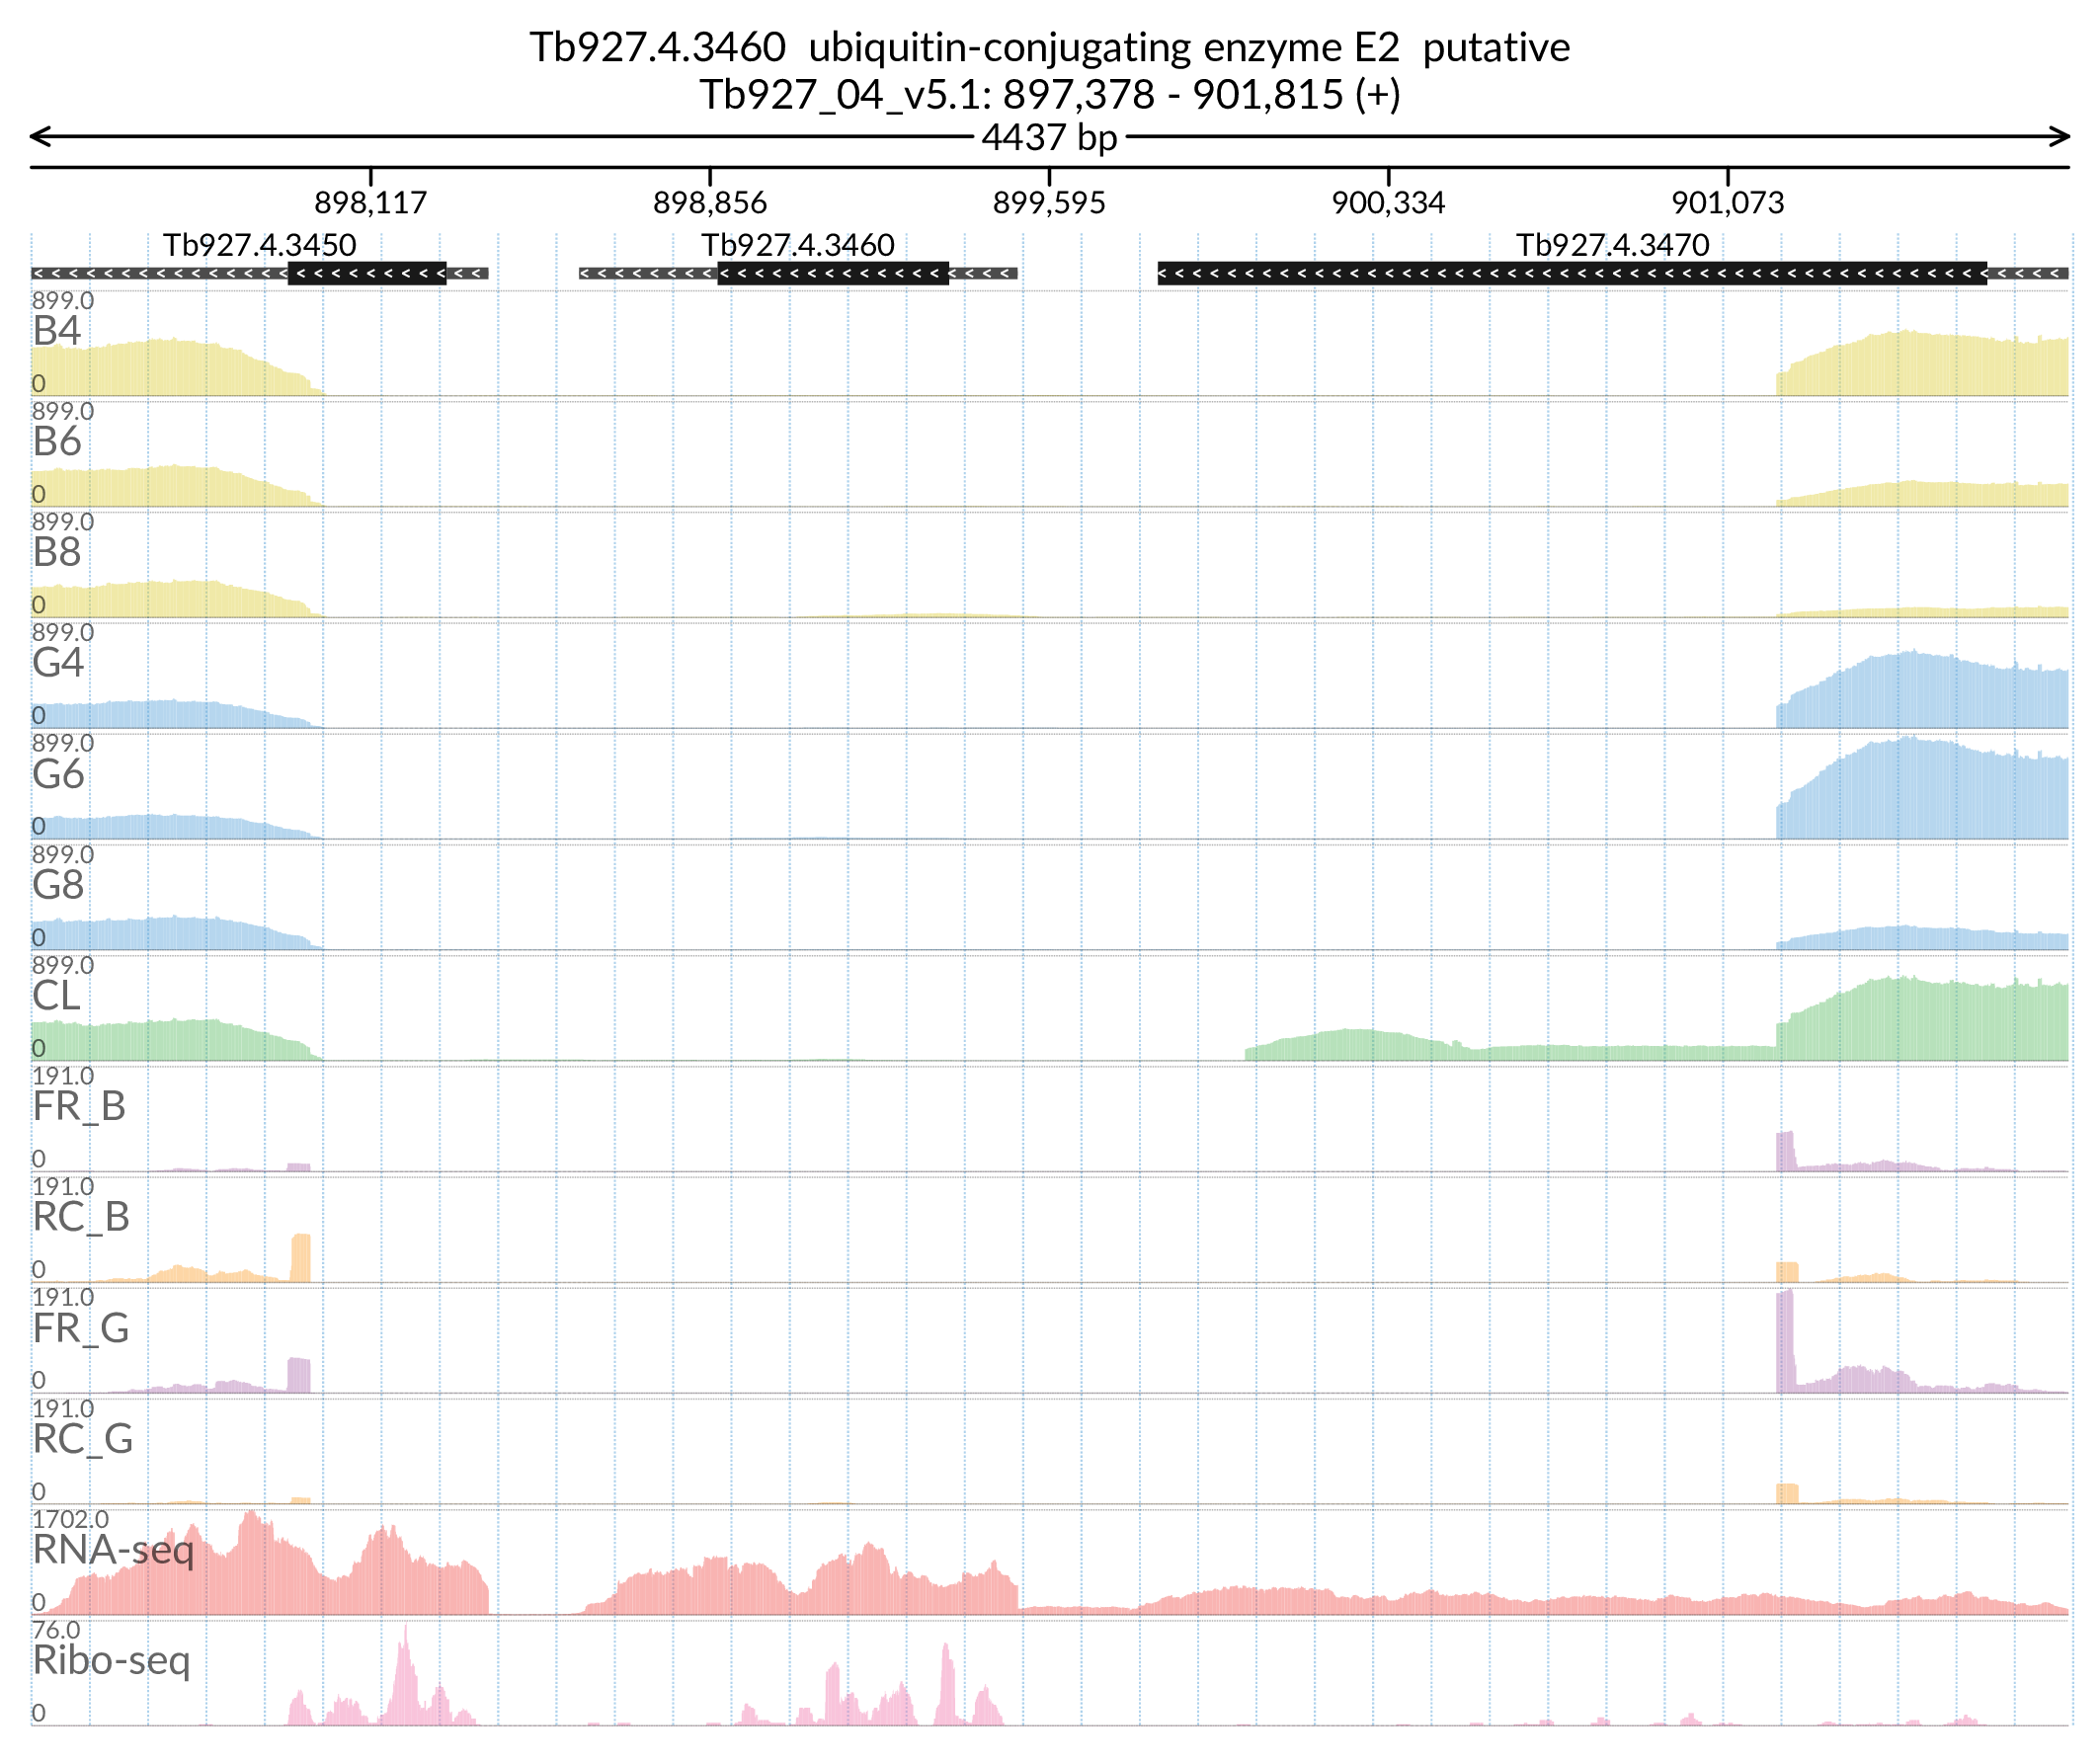 Tb927.4.3460  ubiquitin-conjugating enzyme E2  putative
Tb927_04_v5.1: 897,378 - 901,815 (+)
4437 bp
898,117 898,856 899,595 900,334 901,073
Tb927.4.3450 Tb927.4.3460 Tb927.4.3470
899.0
B4
0
899.0
B6
0
899.0
B8
0
899.0
G4
0
899.0
G6
0
899.0
G8
0
899.0
CL
0
191.0
FR_B
0
191.0
RC_B
0
191.0
FR_G
0
191.0
RC_G
0
1702.0
RNA-seq
0
76.0
Ribo-seq
0